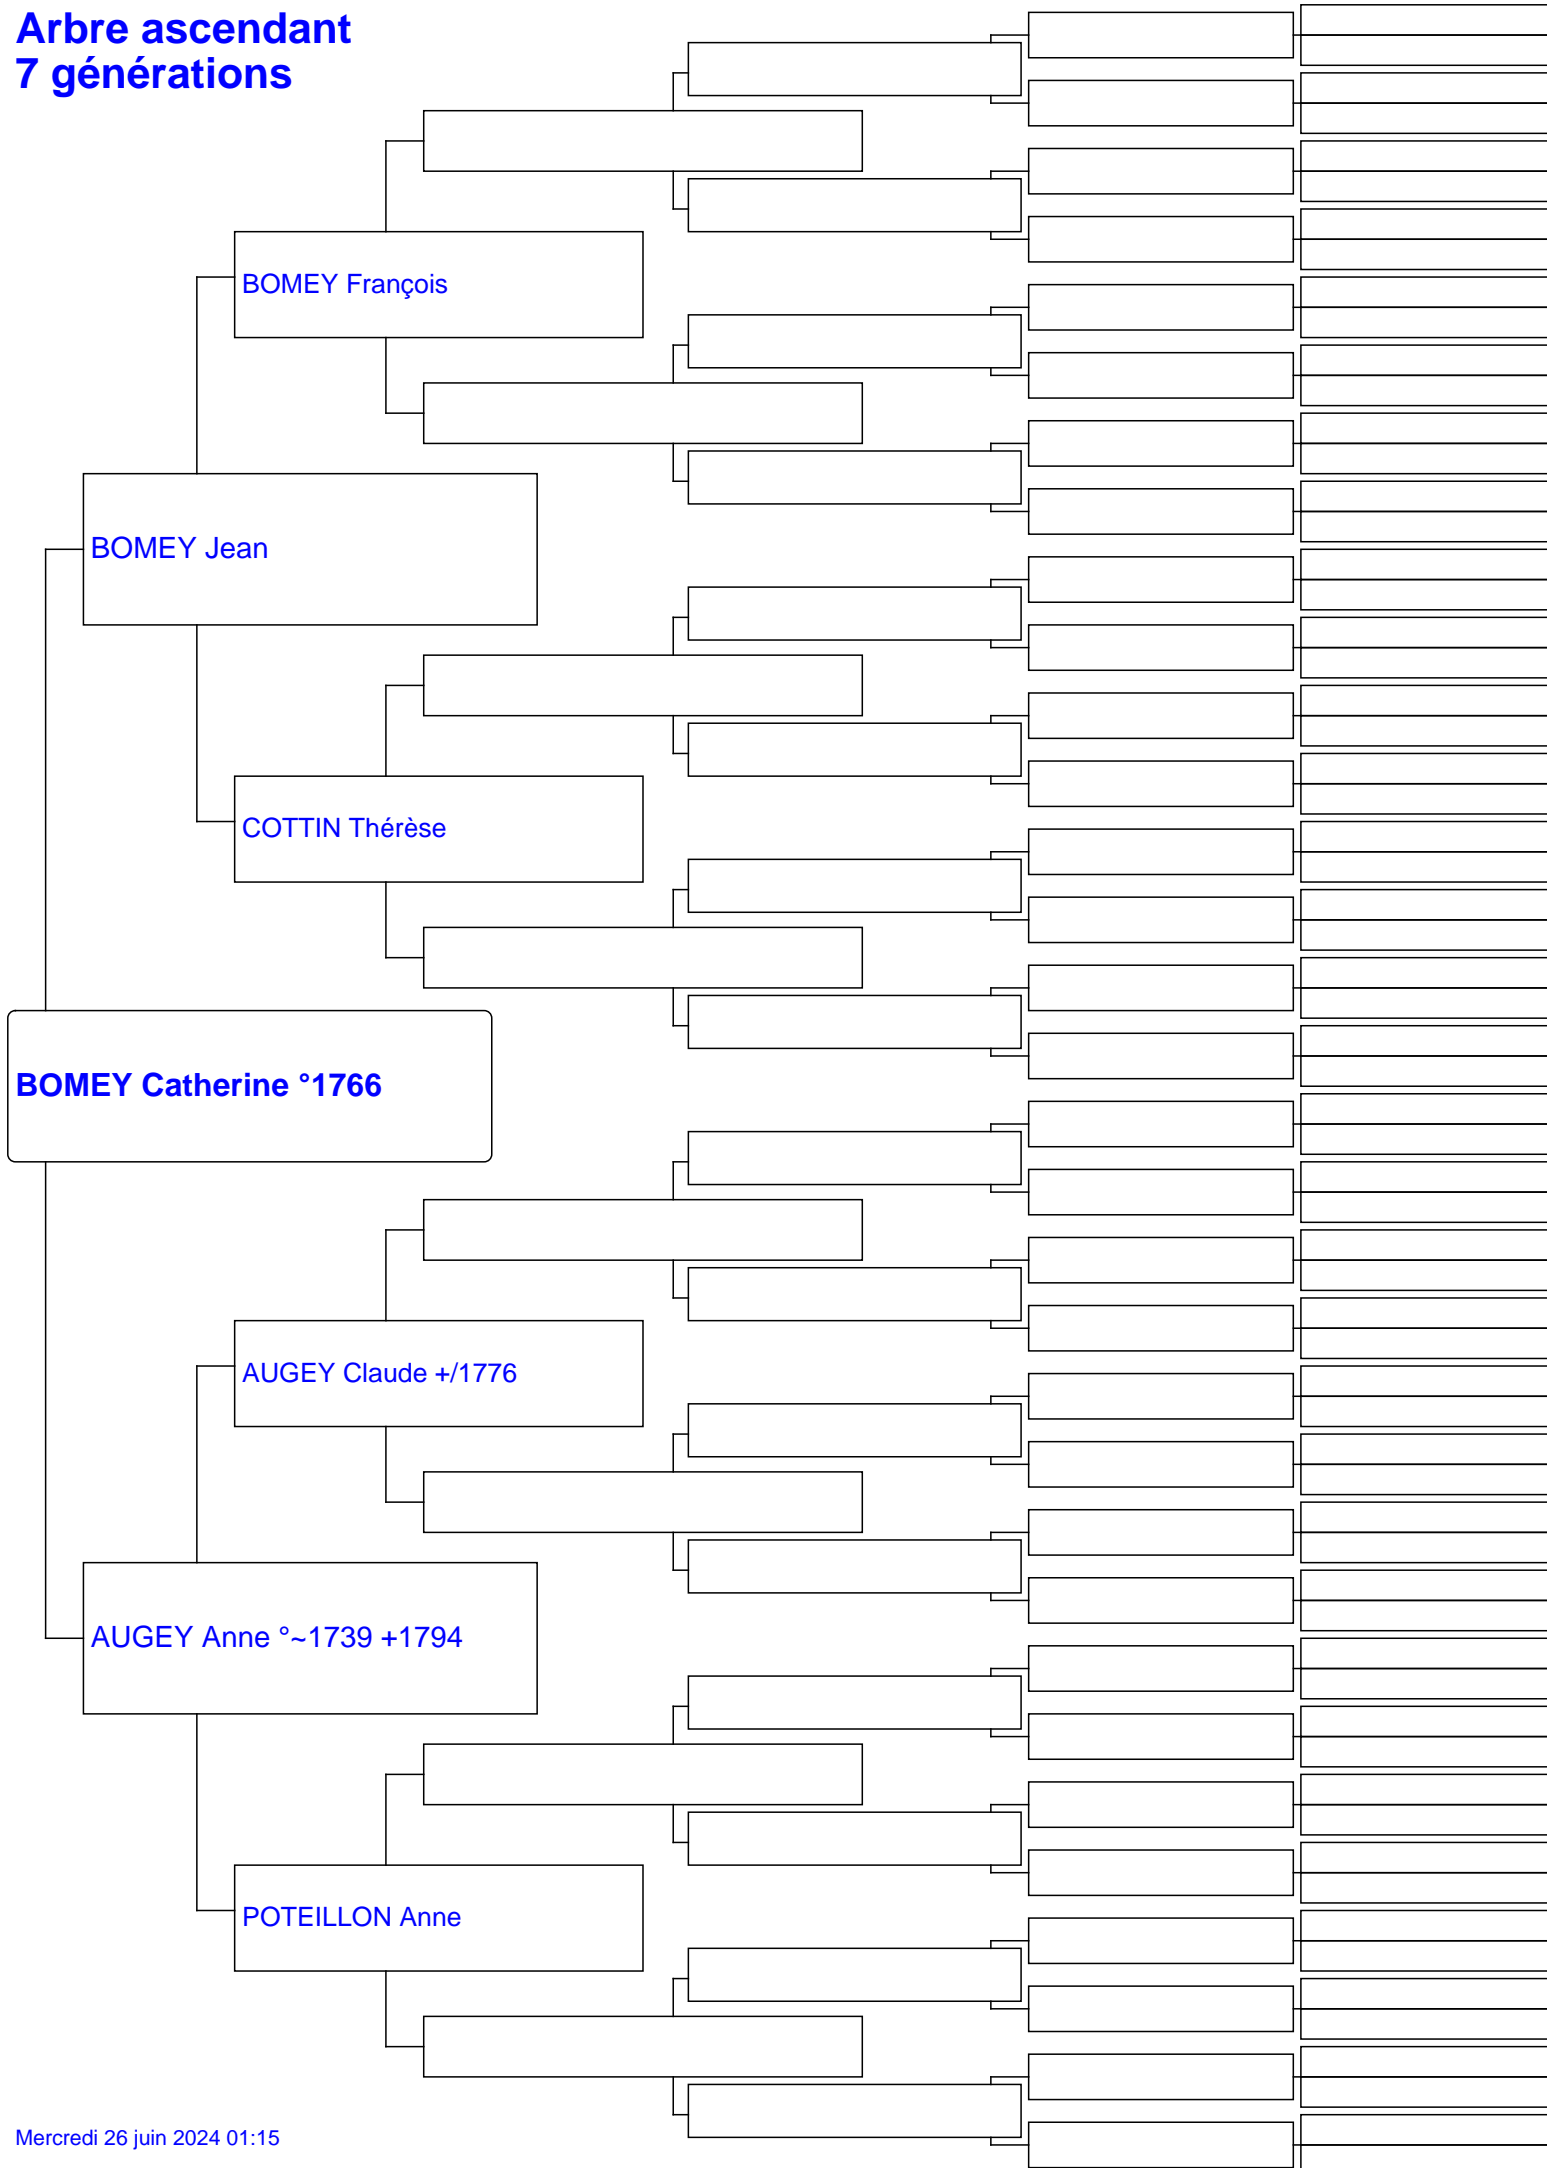 Arbre ascendant
7 générations
BOMEY François
BOMEY Jean
COTTIN Thérèse
BOMEY Catherine °1766
AUGEY Claude +/1776
AUGEY Anne °~1739 +1794
POTEILLON Anne
Mercredi 26 juin 2024 01:15